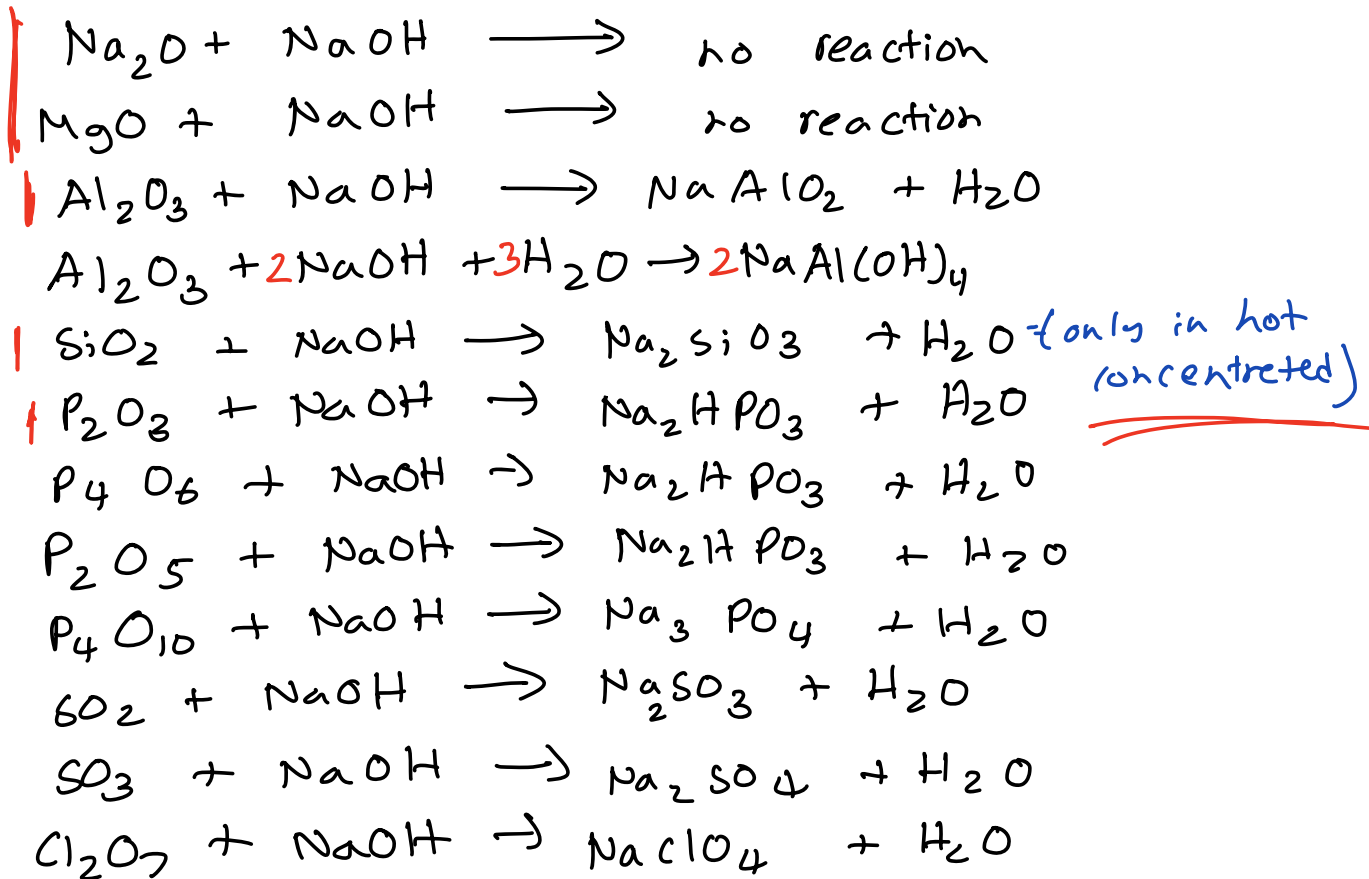 Na₂O + NaOH ⟶ no reaction
MgO + NaOH ⟶ no reaction
Al₂O₃ + NaOH ⟶ NaAlO₂ + H₂O
Al₂O₃ + 2NaOH + 3H₂O → 2NaAl(OH)₄
SiO₂ + NaOH ⟶ Na₂SiO₃ + H₂O (only in hot
concentreted)
P₂O₃ + NaOH → Na₂HPO₃ + H₂O
P₄O₆ + NaOH → Na₂HPO₃ + H₂O
P₂O₅ + NaOH ⟶ Na₂HPO₃ + H₂O
P₄O₁₀ + NaOH ⟶ Na₃PO₄ + H₂O
SO₂ + NaOH ⟶ Na₂SO₃ + H₂O
SO₃ + NaOH ⟶ Na₂SO₄ + H₂O
Cl₂O₇ + NaOH → NaClO₄ + H₂O